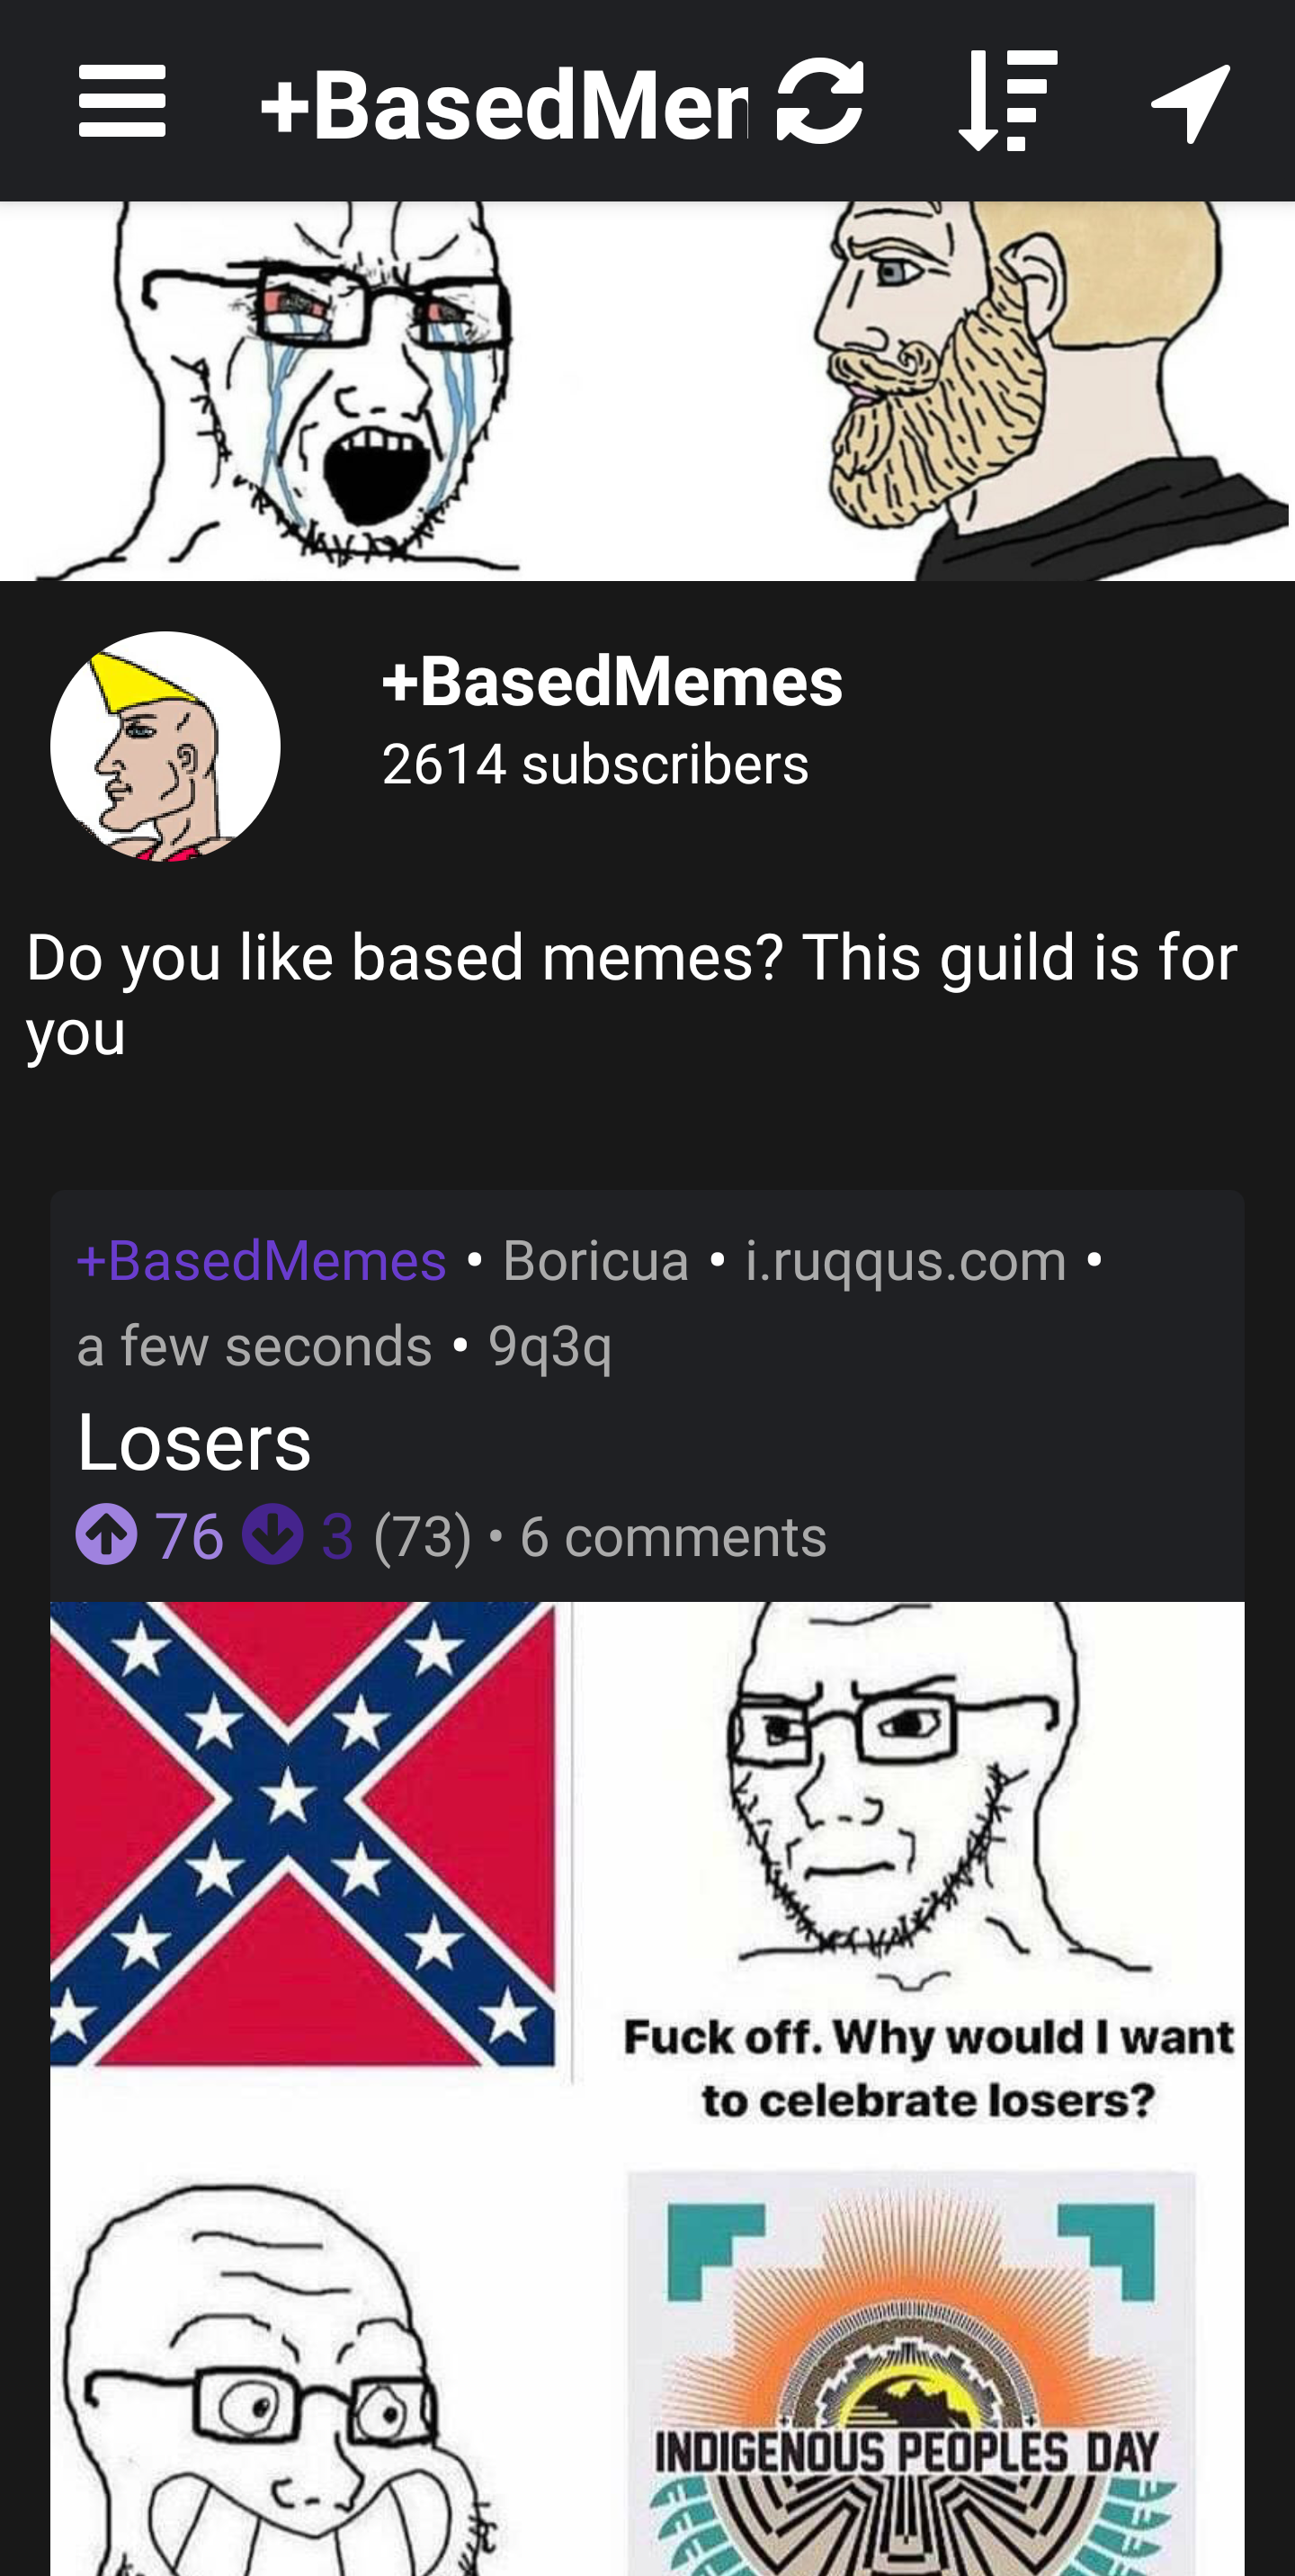 +BasedMem
+BasedMemes
2614 subscribers
Do you like based memes? This guild is for
you
+BasedMemes • Boricua • i.ruqqus.com •
a few seconds • 9q3q
Losers
76 3 (73) • 6 comments
Fuck off. Why would I want
to celebrate losers?
INDIGENOUS PEOPLES DAY